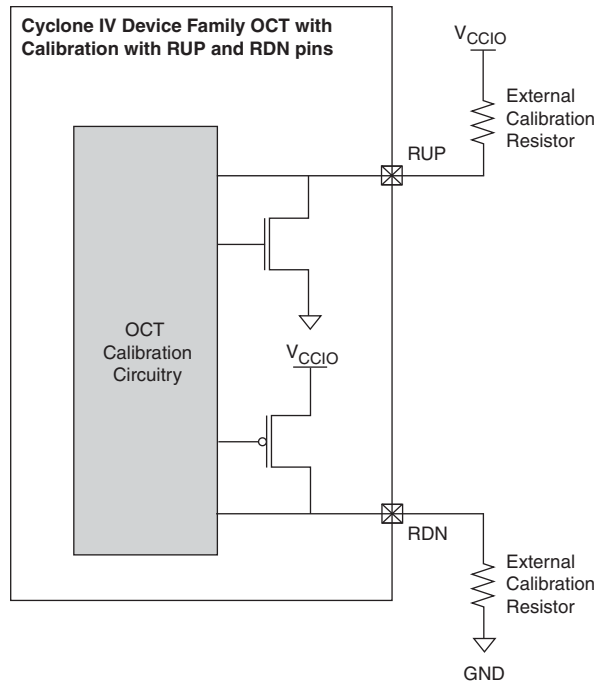 Cyclone IV Device Family OCT with
Calibration with RUP and RDN pins
VCCIO
External
Calibration
Resistor
RUP
OCT
Calibration
Circuitry
VCCIO
RDN
External
Calibration
Resistor
GND